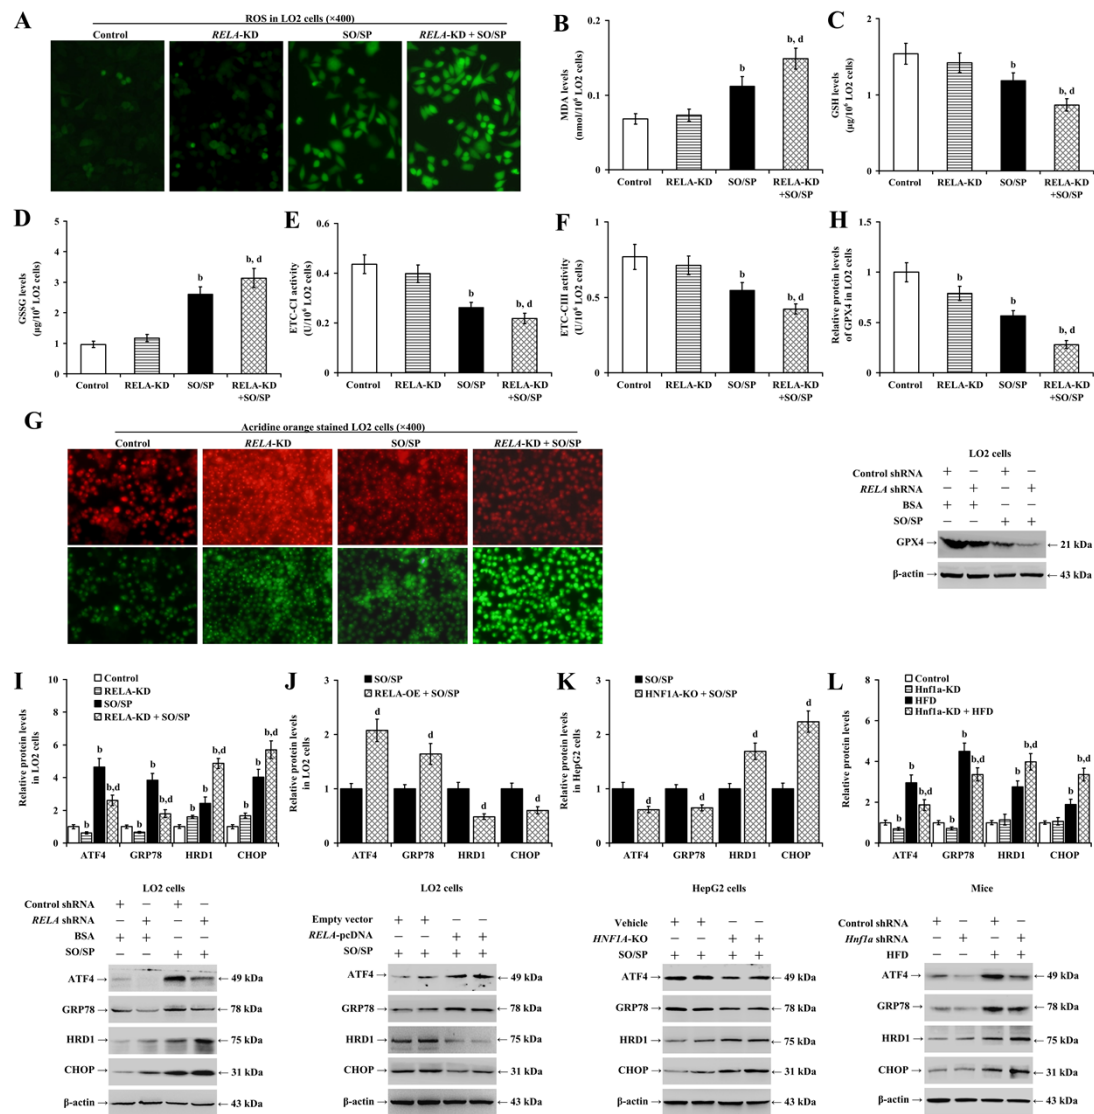 A
ROS in LO2 cells (×400)
Control
RELA-KD
SO/SP
RELA-KD + SO/SP
B
MDA levels
(nmol/10⁶ LO2 cells)
0.2
0.1
0
b
b, d
Control
RELA-KD
SO/SP
RELA-KD
+SO/SP
C
GSH levels
(μg/10⁶ LO2 cells)
2
1
0
b
b, d
Control
RELA-KD
SO/SP
RELA-KD
+SO/SP
D
GSSG levels
(μg/10⁶ LO2 cells)
5
4
3
2
1
0
b
b, d
Control
RELA-KD
SO/SP
RELA-KD
+SO/SP
E
ETC-CI activity
(U/10⁶ LO2 cells)
0.6
0.4
0.2
0
b
b, d
Control
RELA-KD
SO/SP
RELA-KD
+SO/SP
F
ETC-CIII activity
(U/10⁶ LO2 cells)
1
0.75
0.5
0.25
0
b
b, d
Control
RELA-KD
SO/SP
RELA-KD
+SO/SP
H
Relative protein levels
of GPX4 in LO2 cells
1.5
1
0.5
0
b
b
b, d
Control
RELA-KD
SO/SP
RELA-KD
+SO/SP
G
Acridine orange stained LO2 cells (×400)
Control
RELA-KD
SO/SP
RELA-KD + SO/SP
LO2 cells
Control shRNA + − + −
RELA shRNA − + − +
BSA + + − −
SO/SP − − + +
GPX4 → ← 21 kDa
β-actin → ← 43 kDa
I
Control
RELA-KD
SO/SP
RELA-KD + SO/SP
Relative protein levels
in LO2 cells
10
8
6
4
2
0
b b b,d
b b b,d
b b b,d
b b b,d
ATF4 GRP78 HRD1 CHOP
J
SO/SP
RELA-OE + SO/SP
Relative protein levels
in LO2 cells
3
2
1
0
d d d d
ATF4 GRP78 HRD1 CHOP
K
SO/SP
HNF1A-KO + SO/SP
Relative protein levels
in HepG2 cells
3
2
1
0
d d d d
ATF4 GRP78 HRD1 CHOP
L
Control
Hnf1a-KD
HFD
Hnf1a-KD + HFD
Relative protein levels
8
6
4
2
0
b b b,d
b b b,d
b b,d
b b,d
ATF4 GRP78 HRD1 CHOP
LO2 cells
Control shRNA + − + −
RELA shRNA − + − +
BSA + + − −
SO/SP − − + +
ATF4 → ← 49 kDa
GRP78 → ← 78 kDa
HRD1 → ← 75 kDa
CHOP → ← 31 kDa
β-actin → ← 43 kDa
LO2 cells
Empty vector + + − −
RELA-pcDNA − − + +
SO/SP + + + +
ATF4 → ← 49 kDa
GRP78 → ← 78 kDa
HRD1 → ← 75 kDa
CHOP → ← 31 kDa
β-actin → ← 43 kDa
HepG2 cells
Vehicle + + − −
HNF1A-KO − − + +
SO/SP + + + +
ATF4 → ← 49 kDa
GRP78 → ← 78 kDa
HRD1 → ← 75 kDa
CHOP → ← 31 kDa
β-actin → ← 43 kDa
Mice
Control shRNA + − + −
Hnf1a shRNA − + − +
HFD − − + +
ATF4 → ← 49 kDa
GRP78 → ← 78 kDa
HRD1 → ← 75 kDa
CHOP → ← 31 kDa
β-actin → ← 43 kDa